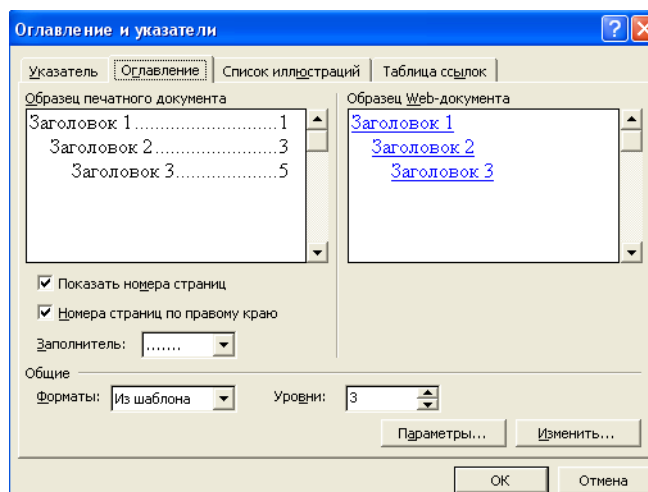 Оглавление и указатели
Указатель Оглавление Список иллюстраций Таблица ссылок
Образец печатного документа Образец Web-документа
Заголовок 1............................1 Заголовок 1
Заголовок 2.......................3 Заголовок 2
Заголовок 3...................5 Заголовок 3
Показать номера страниц
Номера страниц по правому краю
Заполнитель: .......
Общие
Форматы: Из шаблона Уровни: 3
Параметры... Изменить...
ОК Отмена